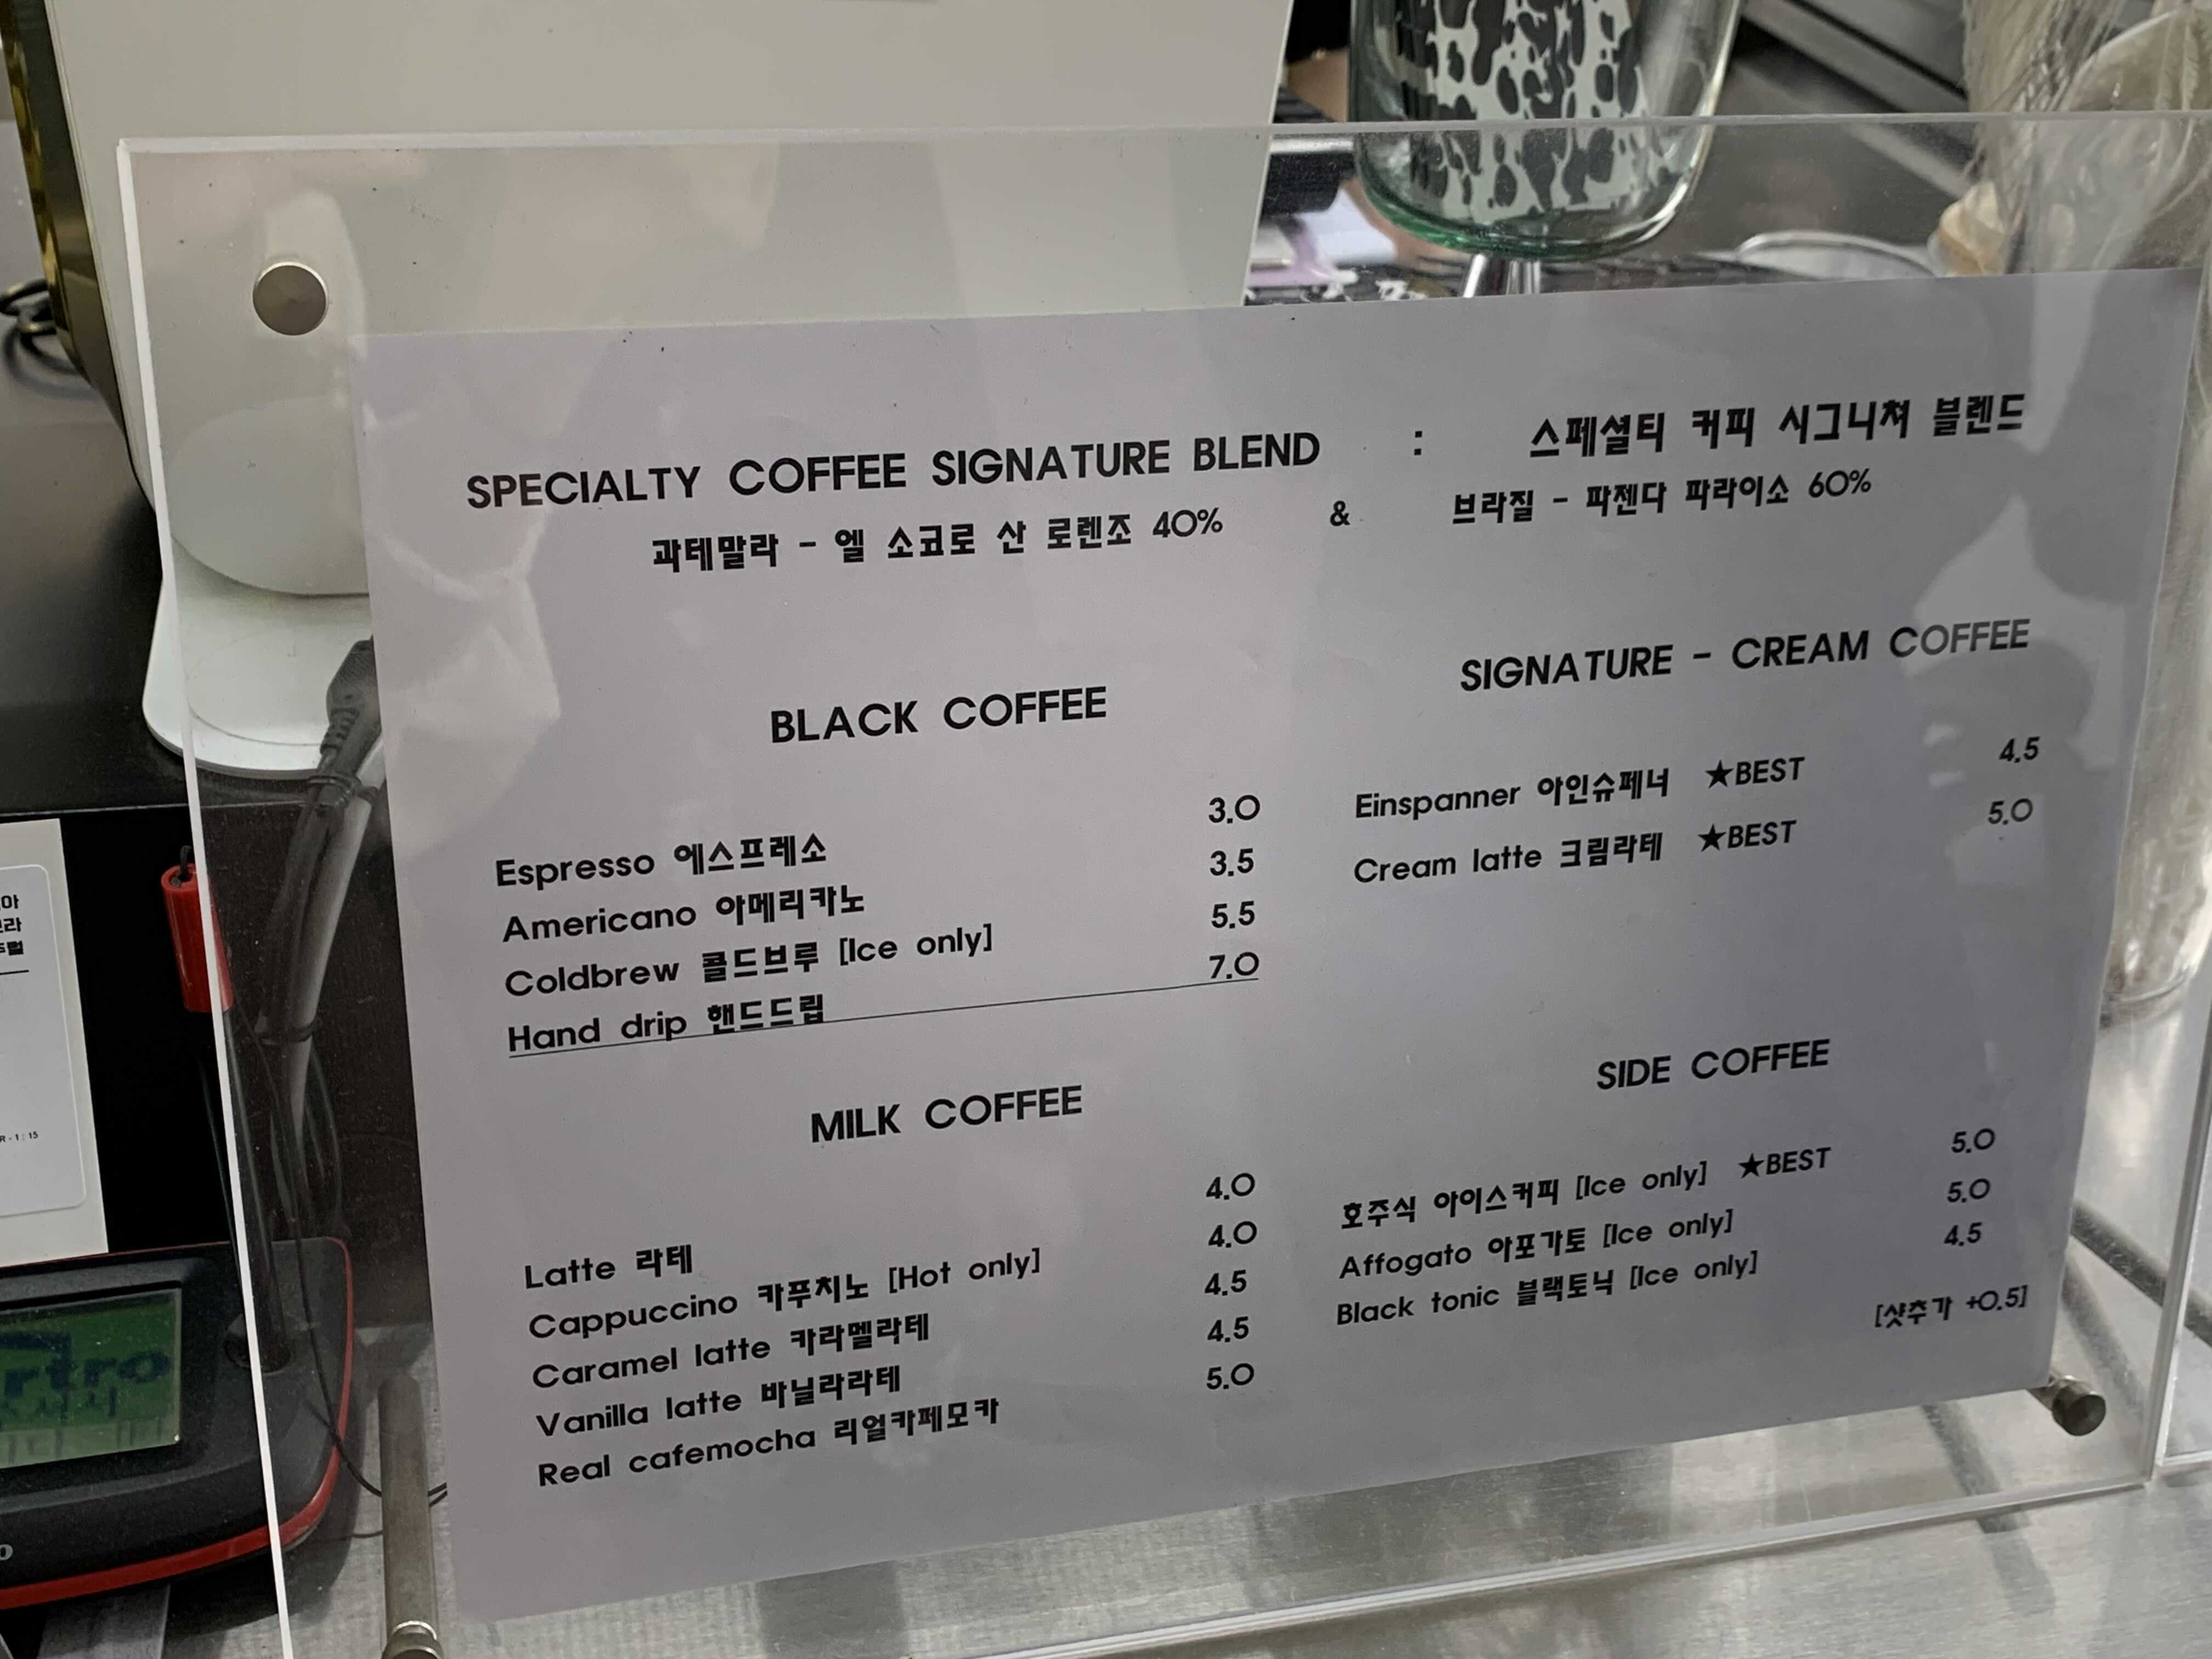 SPECIALTY COFFEE SIGNATURE BLEND : 스페셜티 커피 시그니쳐 블렌드
과테말라 - 엘 소코로 산 로렌조 40% & 브라질 - 파젠다 파라이소 60%
BLACK COFFEE
Espresso 에스프레소 3.0
Americano 아메리카노 3.5
Coldbrew 콜드브루 [Ice only] 5.5
Hand drip 핸드드립 7.0
MILK COFFEE
Latte 라테 4.0
Cappuccino 카푸치노 [Hot only] 4.0
Caramel latte 카라멜라테 4.5
Vanilla latte 바닐라라테 4.5
Real cafemocha 리얼카페모카 5.0
SIGNATURE - CREAM COFFEE
Einspanner 아인슈페너 ★BEST 4.5
Cream latte 크림라테 ★BEST 5.0
SIDE COFFEE
호주식 아이스커피 [Ice only] ★BEST 5.0
Affogato 아포가토 [Ice only] 5.0
Black tonic 블랙토닉 [Ice only] 4.5
[샷추가 +0.5]